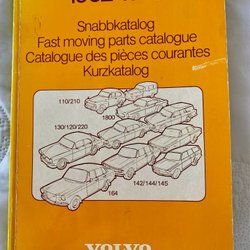 Snabbkatalog
Fast moving parts catalogue
Catalogue des pièces courantes
Kurzkatalog
110/210
1800
130/120/220
164
142/144/145
VOLVO